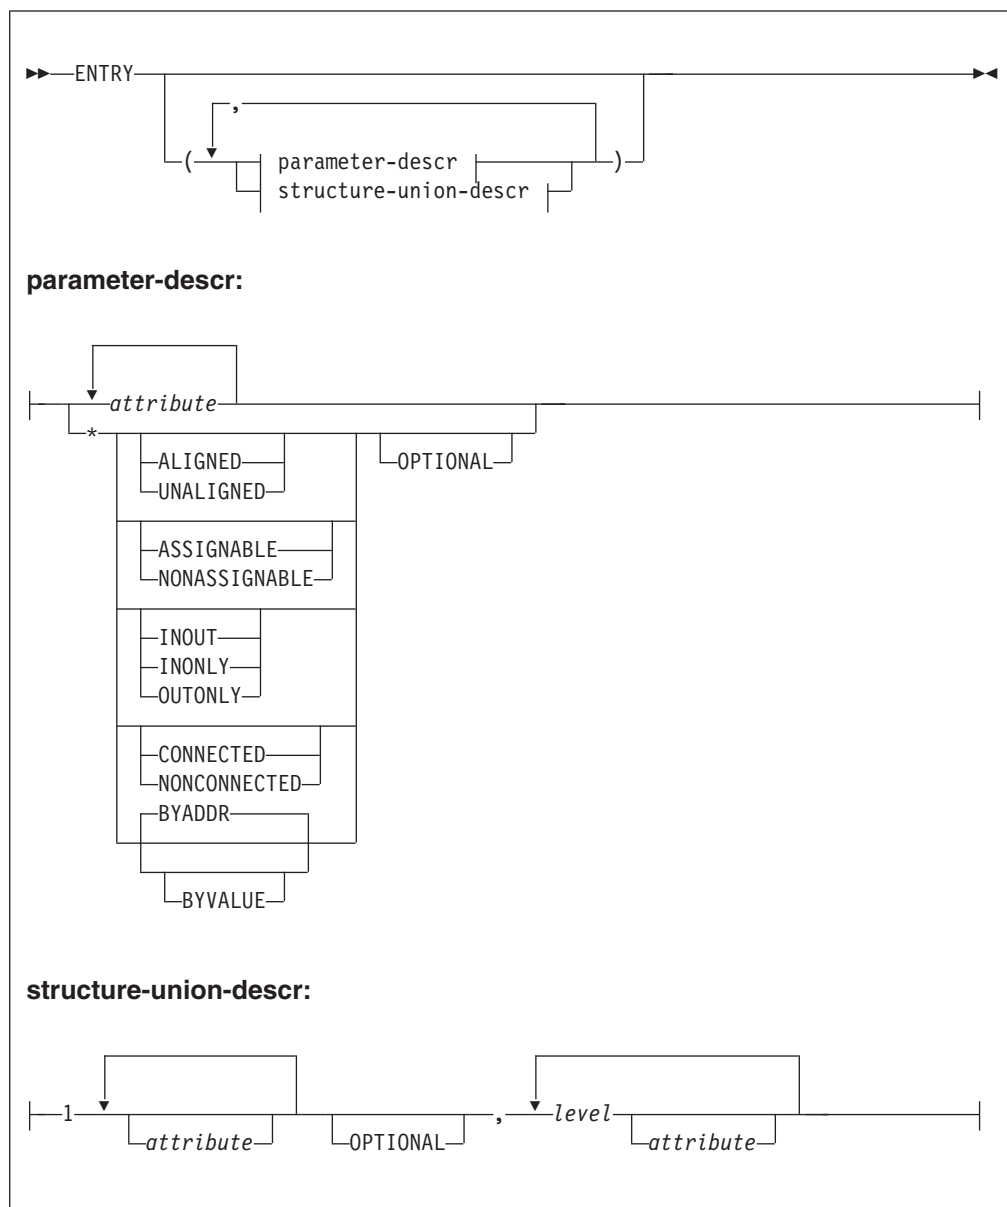 ENTRY
,
( parameter-descr )
structure-union-descr
parameter-descr:
attribute
*
ALIGNED OPTIONAL
UNALIGNED
ASSIGNABLE
NONASSIGNABLE
INOUT
INONLY
OUTONLY
CONNECTED
NONCONNECTED
BYADDR
BYVALUE
structure-union-descr:
1 , level
attribute OPTIONAL attribute